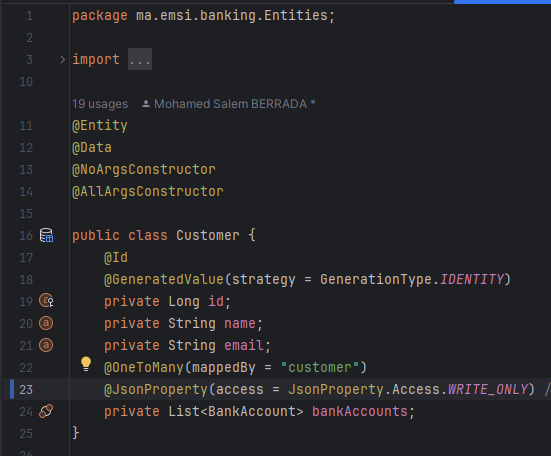 1 package ma.emsi.banking.Entities;
2
3 import ...
10
19 usages Mohamed Salem BERRADA *
11 @Entity
12 @Data
13 @NoArgsConstructor
14 @AllArgsConstructor
15
16 public class Customer {
17 @Id
18 @GeneratedValue(strategy = GenerationType.IDENTITY)
19 private Long id;
20 private String name;
21 private String email;
22 @OneToMany(mappedBy = "customer")
23 @JsonProperty(access = JsonProperty.Access.WRITE_ONLY) /
24 private List<BankAccount> bankAccounts;
25 }
26